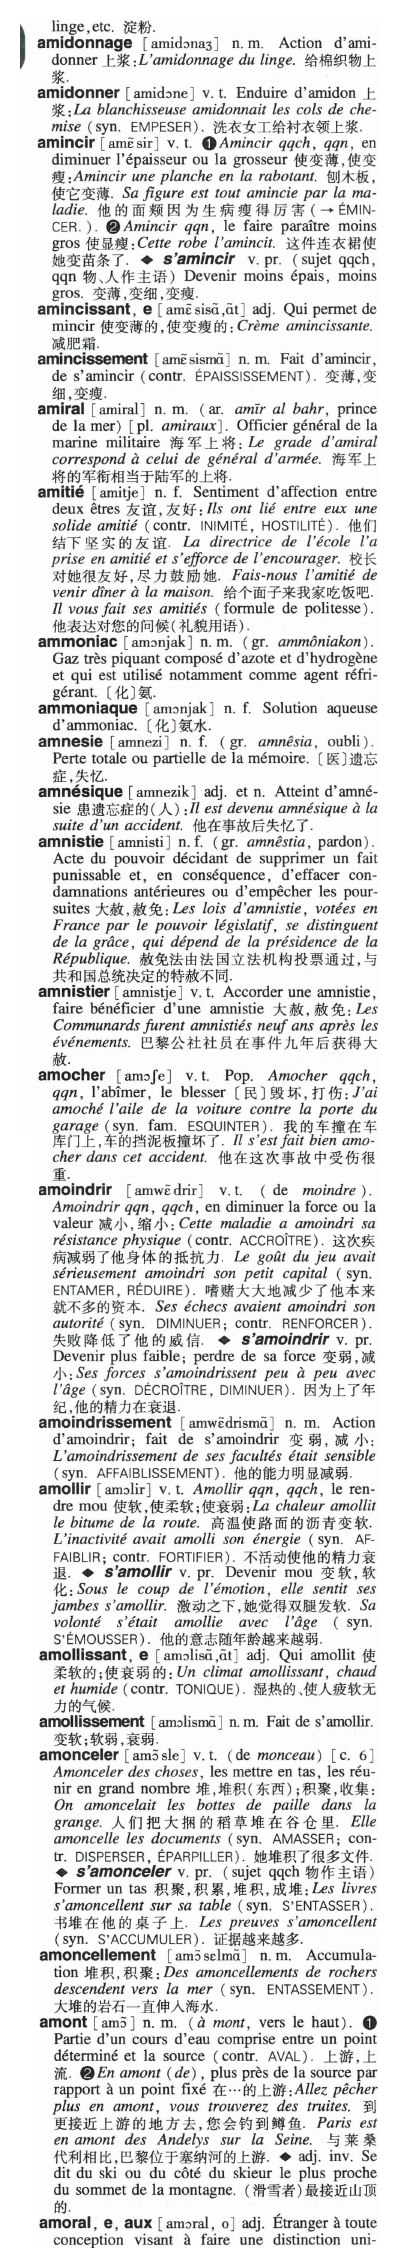 linge, etc. 淀粉.
amidonnage [amidɔnaʒ] n. m. Action d'ami-
donner 上浆:L'amidonnage du linge. 给棉织物上
浆.
amidonner [amidɔne] v. t. Enduire d'amidon 上
浆:La blanchisseuse amidonnait les cols de che-
mise (syn. EMPESER). 洗衣女工给衬衣领上浆.
amincir [amɛ̃sir] v. t. ❶Amincir qqch, qqn, en
diminuer l'épaisseur ou la grosseur 使变薄,使变
瘦:Amincir une planche en la rabotant. 刨木板,
使它变薄. Sa figure est tout amincie par la ma-
ladie. 他的面颊因为生病瘦得厉害(→ ÉMIN-
CER. ). ❷Amincir qqn, le faire paraître moins
gros 使显瘦:Cette robe l'amincit. 这件连衣裙使
她变苗条了. ◆ s'amincir v. pr. (sujet qqch,
qqn 物、人作主语) Devenir moins épais, moins
gros. 变薄,变细,变瘦.
amincissant, e [amɛ̃sisɑ̃,ɑ̃t] adj. Qui permet de
mincir 使变薄的,使变瘦的:Crème amincissante.
减肥霜.
amincissement [amɛ̃sismɑ̃] n. m. Fait d'amincir,
de s'amincir (contr. ÉPAISSISSEMENT). 变薄,变
细,变瘦.
amiral [amiral] n. m. (ar. amīr al bahr, prince
de la mer) [pl. amiraux]. Officier général de la
marine militaire 海军上将: Le grade d'amiral
correspond à celui de général d'armée. 海军上
将的军衔相当于陆军的上将.
amitié [amitje] n. f. Sentiment d'affection entre
deux êtres 友谊,友好:Ils ont lié entre eux une
solide amitié (contr. INIMITIÉ, HOSTILITÉ). 他们
结下坚实的友谊. La directrice de l'école l'a
prise en amitié et s'efforce de l'encourager. 校长
对她很友好,尽力鼓励她. Fais-nous l'amitié de
venir dîner à la maison. 给个面子来我家吃饭吧.
Il vous fait ses amitiés (formule de politesse).
他表达对您的问候(礼貌用语).
ammoniac [amɔnjak] n. m. (gr. ammôniakon).
Gaz très piquant composé d'azote et d'hydrogène
et qui est utilisé notamment comme agent réfri-
gérant. 〔化〕氨.
ammoniaque [amɔnjak] n. f. Solution aqueuse
d'ammoniac. 〔化〕氨水.
amnesie [amnezi] n. f. (gr. amnêsia, oubli).
Perte totale ou partielle de la mémoire. 〔医〕遗忘
症,失忆.
amnésique [amnezik] adj. et n. Atteint d'amné-
sie 患遗忘症的(人):Il est devenu amnésique à la
suite d'un accident. 他在事故后失忆了.
amnistie [amnisti] n. f. (gr. amnêstia, pardon).
Acte du pouvoir décidant de supprimer un fait
punissable et, en conséquence, d'effacer con-
damnations antérieures ou d'empêcher les pour-
suites 大赦,赦免:Les lois d'amnistie, votées en
France par le pouvoir législatif, se distinguent
de la grâce, qui dépend de la présidence de la
République. 赦免法由法国立法机构投票通过,与
共和国总统决定的特赦不同.
amnistier [amnistje] v. t. Accorder une amnistie,
faire bénéficier d'une amnistie 大赦,赦免: Les
Communards furent amnistiés neuf ans après les
événements. 巴黎公社社员在事件九年后获得大
赦.
amocher [amɔʃe] v. t. Pop. Amocher qqch,
qqn, l'abîmer, le blesser〔民〕毁坏,打伤:J'ai
amoché l'aile de la voiture contre la porte du
garage (syn. fam. ESQUINTER). 我的车撞在车
库门上,车的挡泥板撞坏了. Il s'est fait bien amo-
cher dans cet accident. 他在这次事故中受伤很
重.
amoindrir [amwɛ̃drir] v. t. (de moindre).
Amoindrir qqn, qqch, en diminuer la force ou la
valeur 减小,缩小:Cette maladie a amoindri sa
résistance physique (contr. ACCROÎTRE). 这次疾
病减弱了他身体的抵抗力. Le goût du jeu avait
sérieusement amoindri son petit capital (syn.
ENTAMER, RÉDUIRE). 嗜赌大大地减少了他本来
就不多的资本. Ses échecs avaient amoindri son
autorité (syn. DIMINUER; contr. RENFORCER).
失败降低了他的威信. ◆ s'amoindrir v. pr.
Devenir plus faible; perdre de sa force 变弱,减
小:Ses forces s'amoindrissent peu à peu avec
l'âge (syn. DÉCROÎTRE, DIMINUER). 因为上了年
纪,他的精力在衰退.
amoindrissement [amwɛ̃drismɑ̃] n. m. Action
d'amoindrir; fait de s'amoindrir 变弱,减小:
L'amoindrissement de ses facultés était sensible
(syn. AFFAIBLISSEMENT). 他的能力明显减弱.
amollir [amɔlir] v. t. Amollir qqn, qqch, le ren-
dre mou 使软,使柔软;使衰弱:La chaleur amollit
le bitume de la route. 高温使路面的沥青变软.
L'inactivité avait amolli son énergie (syn. AF-
FAIBLIR; contr. FORTIFIER). 不活动使他的精力衰
退. ◆ s'amollir v. pr. Devenir mou 变软,软
化:Sous le coup de l'émotion, elle sentit ses
jambes s'amollir. 激动之下,她觉得双腿发软. Sa
volonté s'était amollie avec l'âge (syn.
S'ÉMOUSSER). 他的意志随年龄越来越弱.
amollissant, e [amɔlisɑ̃,ɑ̃t] adj. Qui amollit 使
柔软的;使衰弱的:Un climat amollissant, chaud
et humide (contr. TONIQUE). 湿热的、使人疲软无
力的气候.
amollissement [amɔlismɑ̃] n. m. Fait de s'amollir.
变软;软弱,衰弱.
amonceler [amɔ̃sle] v. t. (de monceau) [c. 6]
Amonceler des choses, les mettre en tas, les réu-
nir en grand nombre 堆,堆积(东西);积聚,收集:
On amoncelait les bottes de paille dans la
grange. 人们把大捆的稻草堆在谷仓里. Elle
amoncelle les documents (syn. AMASSER; con-
tr. DISPERSER, ÉPARPILLER). 她堆积了很多文件.
◆ s'amonceler v. pr. (sujet qqch 物作主语)
Former un tas 积聚,积累,堆积,成堆:Les livres
s'amoncellent sur sa table (syn. S'ENTASSER).
书堆在他的桌子上. Les preuves s'amoncellent
(syn. S'ACCUMULER). 证据越来越多.
amoncellement [amɔ̃sɛlmɑ̃] n. m. Accumula-
tion 堆积,积聚:Des amoncellements de rochers
descendent vers la mer (syn. ENTASSEMENT).
大堆的岩石一直伸入海水.
amont [amɔ̃] n. m. (à mont, vers le haut). ❶
Partie d'un cours d'eau comprise entre un point
déterminé et la source (contr. AVAL). 上游,上
流. ❷En amont (de), plus près de la source par
rapport à un point fixé 在…的上游:Allez pêcher
plus en amont, vous trouverez des truites. 到
更接近上游的地方去,您会钓到鳟鱼. Paris est
en amont des Andelys sur la Seine. 与莱桑
代利相比,巴黎位于塞纳河的上游. ◆ adj. inv. Se
dit du ski ou du côté du skieur le plus proche
du sommet de la montagne. (滑雪者)最接近山顶
的.
amoral, e, aux [amɔral, o] adj. Étranger à toute
conception visant à faire une distinction uni-